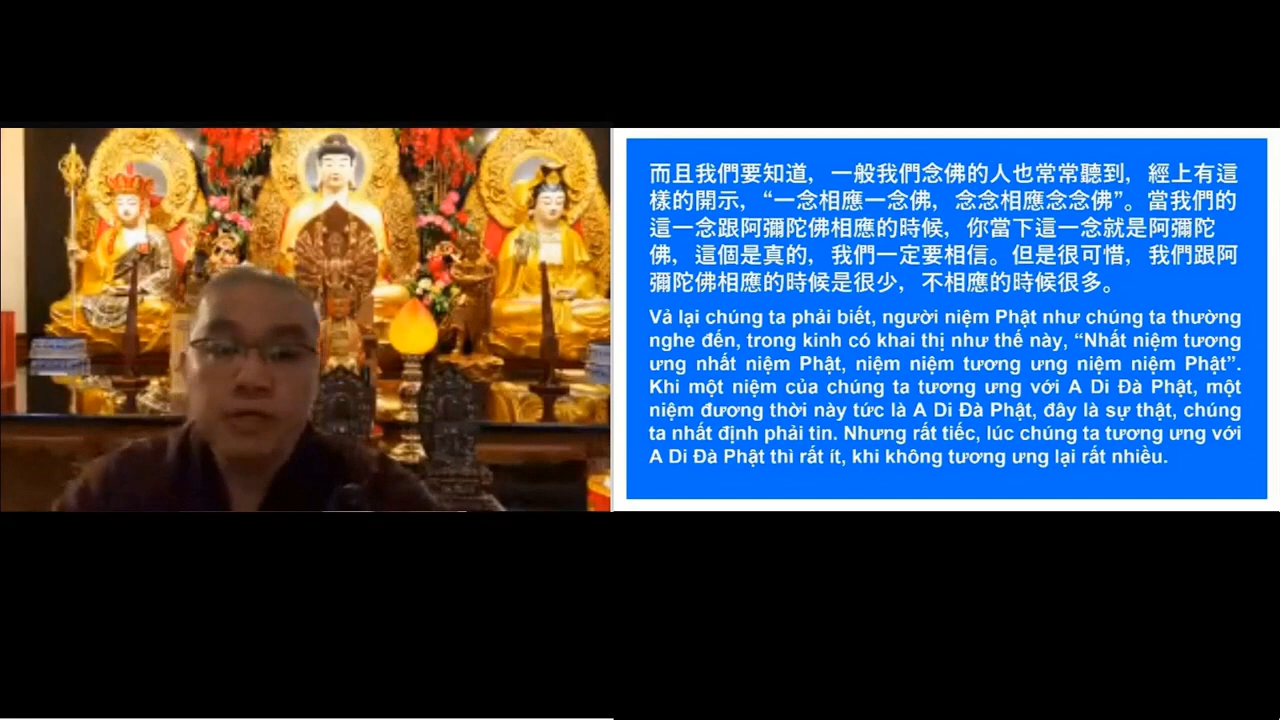 而且我們要知道，一般我們念佛的人也常常聽到，經上有這
樣的開示，“一念相應一念佛，念念相應念念佛”。當我們的
這一念跟阿彌陀佛相應的時候，你當下這一念就是阿彌陀
佛，這個是真的，我們一定要相信。但是很可惜，我們跟阿
彌陀佛相應的時候是很少，不相應的時候很多。
Vả lại chúng ta phải biết, người niệm Phật như chúng ta thường
nghe đến, trong kinh có khai thị như thế này, “Nhất niệm tương
ưng nhất niệm Phật, niệm niệm tương ưng niệm niệm Phật”.
Khi một niệm của chúng ta tương ưng với A Di Đà Phật, một
niệm đương thời này tức là A Di Đà Phật, đây là sự thật, chúng
ta nhất định phải tin. Nhưng rất tiếc, lúc chúng ta tương ưng với
A Di Đà Phật thì rất ít, khi không tương ưng lại rất nhiều.